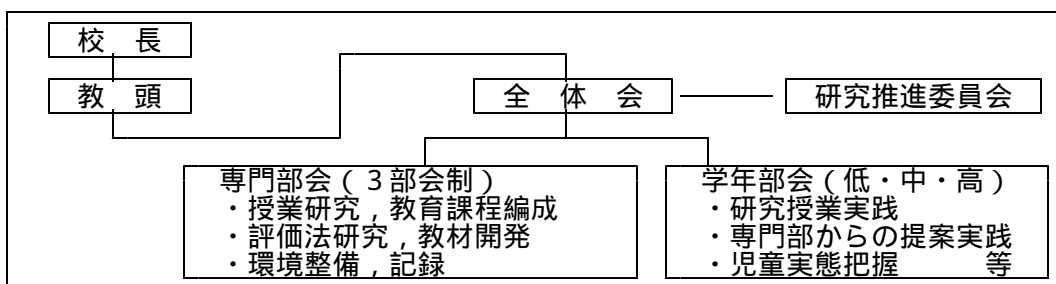 校　長
教　頭
全　体　会
研究推進委員会
専門部会（３部会制）
・授業研究，教育課程編成
・評価法研究，教材開発
・環境整備，記録
学年部会（低・中・高）
・研究授業実践
・専門部からの提案実践
・児童実態把握　　　等